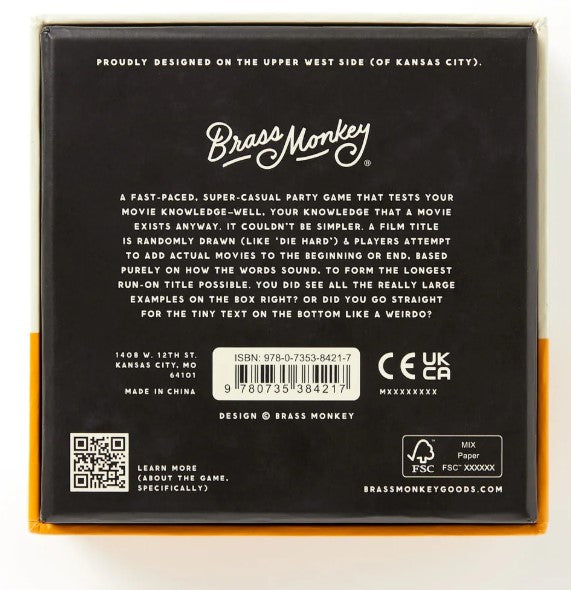 PROUDLY DESIGNED ON THE UPPER WEST SIDE (OF KANSAS CITY).
Brass Monkey®
A FAST-PACED, SUPER-CASUAL PARTY GAME THAT TESTS YOUR
MOVIE KNOWLEDGE–WELL, YOUR KNOWLEDGE THAT A MOVIE
EXISTS ANYWAY. IT COULDN'T BE SIMPLER. A FILM TITLE
IS RANDOMLY DRAWN (LIKE 'DIE HARD') & PLAYERS ATTEMPT
TO ADD ACTUAL MOVIES TO THE BEGINNING OR END, BASED
PURELY ON HOW THE WORDS SOUND, TO FORM THE LONGEST
RUN-ON TITLE POSSIBLE. YOU DID SEE ALL THE REALLY LARGE
EXAMPLES ON THE BOX RIGHT? OR DID YOU GO STRAIGHT
FOR THE TINY TEXT ON THE BOTTOM LIKE A WEIRDO?
1408 W. 12TH ST.
KANSAS CITY, MO
64101
MADE IN CHINA
ISBN: 978-0-7353-8421-7
9 780735 384217
CE UK
CA
MXXXXXXXXX
DESIGN © BRASS MONKEY
LEARN MORE
(ABOUT THE GAME,
SPECIFICALLY)
FSC
MIX
Paper
FSC™ XXXXXX
BRASSMONKEYGOODS.COM